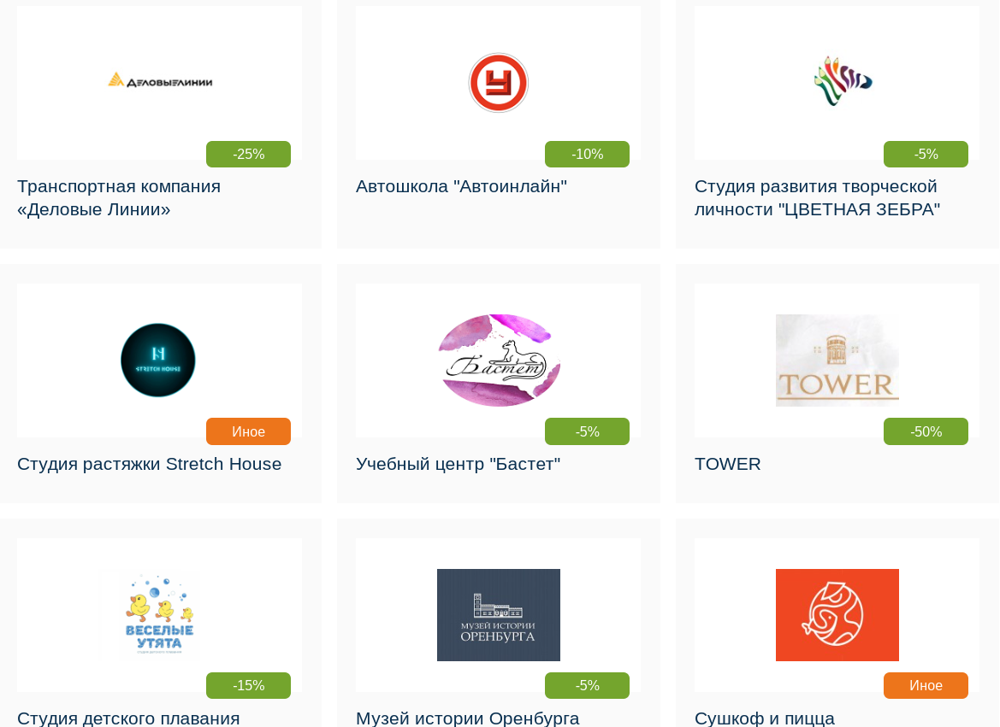 ДЕЛОВЫЕ ЛИНИИ
У
-25%
-10%
-5%
Транспортная компания
«Деловые Линии»
Автошкола "Автоинлайн"
Студия развития творческой
личности "ЦВЕТНАЯ ЗЕБРА"
STRETCH HOUSE
Бастет
TOWER
Иное
-5%
-50%
Студия растяжки Stretch House
Учебный центр "Бастет"
TOWER
ВЕСЕЛЫЕ
УТЯТА
МУЗЕЙ ИСТОРИИ
ОРЕНБУРГА
-15%
-5%
Иное
Студия детского плавания
Музей истории Оренбурга
Сушкоф и пицца